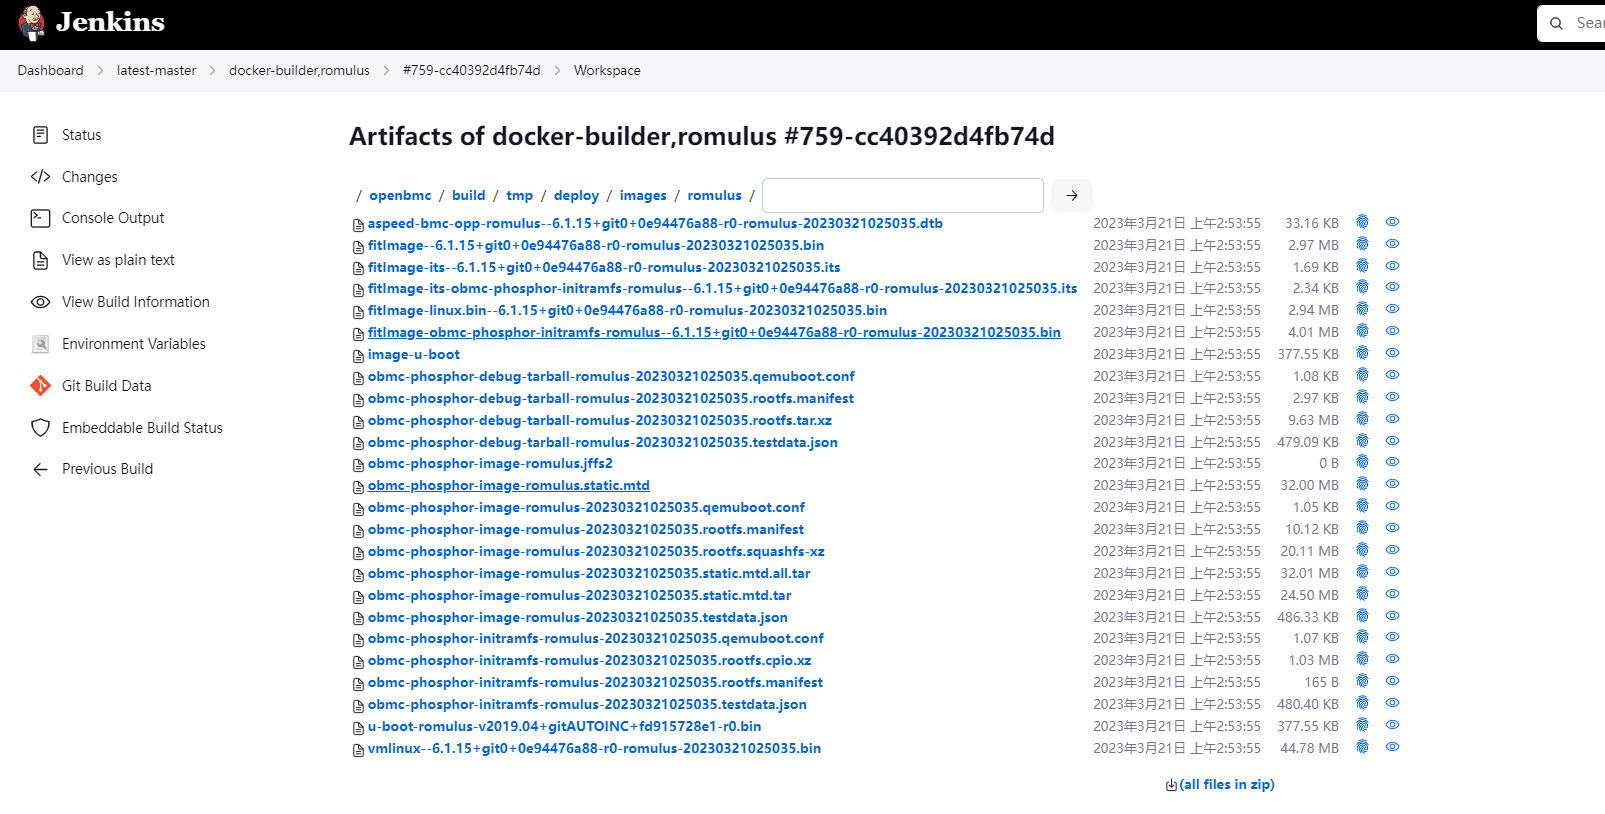 Jenkins
Sear
Dashboard > latest-master > docker-builder,romulus > #759-cc40392d4fb74d > Workspace
Status
Changes
Console Output
View as plain text
View Build Information
Environment Variables
Git Build Data
Embeddable Build Status
Previous Build
Artifacts of docker-builder,romulus #759-cc40392d4fb74d
/ openbmc / build / tmp / deploy / images / romulus /
aspeed-bmc-opp-romulus--6.1.15+git0+0e94476a88-r0-romulus-20230321025035.dtb 2023年3月21日 上午2:53:55 33.16 KB
fitImage--6.1.15+git0+0e94476a88-r0-romulus-20230321025035.bin 2023年3月21日 上午2:53:55 2.97 MB
fitImage-its--6.1.15+git0+0e94476a88-r0-romulus-20230321025035.its 2023年3月21日 上午2:53:55 1.69 KB
fitImage-its-obmc-phosphor-initramfs-romulus--6.1.15+git0+0e94476a88-r0-romulus-20230321025035.its 2023年3月21日 上午2:53:55 2.34 KB
fitImage-linux.bin--6.1.15+git0+0e94476a88-r0-romulus-20230321025035.bin 2023年3月21日 上午2:53:55 2.94 MB
fitImage-obmc-phosphor-initramfs-romulus--6.1.15+git0+0e94476a88-r0-romulus-20230321025035.bin 2023年3月21日 上午2:53:55 4.01 MB
image-u-boot 2023年3月21日 上午2:53:55 377.55 KB
obmc-phosphor-debug-tarball-romulus-20230321025035.qemuboot.conf 2023年3月21日 上午2:53:55 1.08 KB
obmc-phosphor-debug-tarball-romulus-20230321025035.rootfs.manifest 2023年3月21日 上午2:53:55 2.97 KB
obmc-phosphor-debug-tarball-romulus-20230321025035.rootfs.tar.xz 2023年3月21日 上午2:53:55 9.63 MB
obmc-phosphor-debug-tarball-romulus-20230321025035.testdata.json 2023年3月21日 上午2:53:55 479.09 KB
obmc-phosphor-image-romulus.jffs2 2023年3月21日 上午2:53:55 0 B
obmc-phosphor-image-romulus.static.mtd 2023年3月21日 上午2:53:55 32.00 MB
obmc-phosphor-image-romulus-20230321025035.qemuboot.conf 2023年3月21日 上午2:53:55 1.05 KB
obmc-phosphor-image-romulus-20230321025035.rootfs.manifest 2023年3月21日 上午2:53:55 10.12 KB
obmc-phosphor-image-romulus-20230321025035.rootfs.squashfs-xz 2023年3月21日 上午2:53:55 20.11 MB
obmc-phosphor-image-romulus-20230321025035.static.mtd.all.tar 2023年3月21日 上午2:53:55 32.01 MB
obmc-phosphor-image-romulus-20230321025035.static.mtd.tar 2023年3月21日 上午2:53:55 24.50 MB
obmc-phosphor-image-romulus-20230321025035.testdata.json 2023年3月21日 上午2:53:55 486.33 KB
obmc-phosphor-initramfs-romulus-20230321025035.qemuboot.conf 2023年3月21日 上午2:53:55 1.07 KB
obmc-phosphor-initramfs-romulus-20230321025035.rootfs.cpio.xz 2023年3月21日 上午2:53:55 1.03 MB
obmc-phosphor-initramfs-romulus-20230321025035.rootfs.manifest 2023年3月21日 上午2:53:55 165 B
obmc-phosphor-initramfs-romulus-20230321025035.testdata.json 2023年3月21日 上午2:53:55 480.40 KB
u-boot-romulus-v2019.04+gitAUTOINC+fd915728e1-r0.bin 2023年3月21日 上午2:53:55 377.55 KB
vmlinux--6.1.15+git0+0e94476a88-r0-romulus-20230321025035.bin 2023年3月21日 上午2:53:55 44.78 MB
(all files in zip)